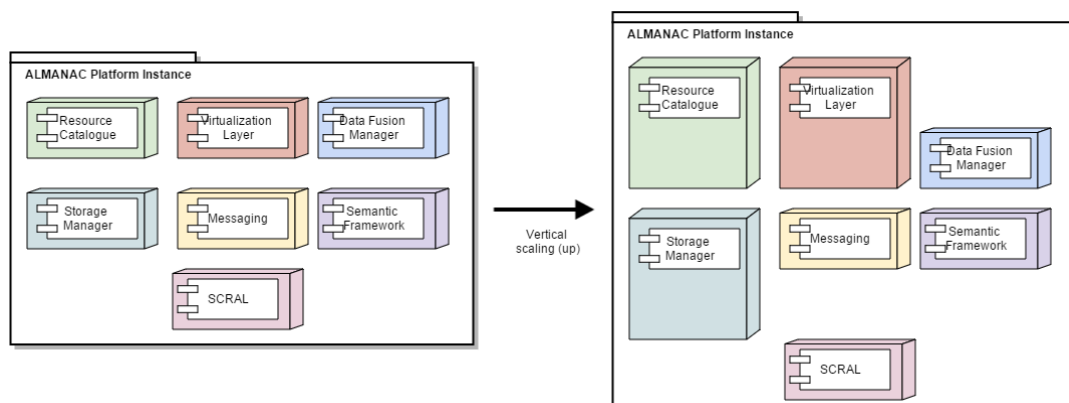 ALMANAC Platform Instance
Resource
Catalogue
Virtualization
Layer
Data Fusion
Manager
Storage
Manager
Messaging
Semantic
Framework
SCRAL
Vertical
scaling (up)
ALMANAC Platform Instance
Resource
Catalogue
Virtualization
Layer
Data Fusion
Manager
Storage
Manager
Messaging
Semantic
Framework
SCRAL